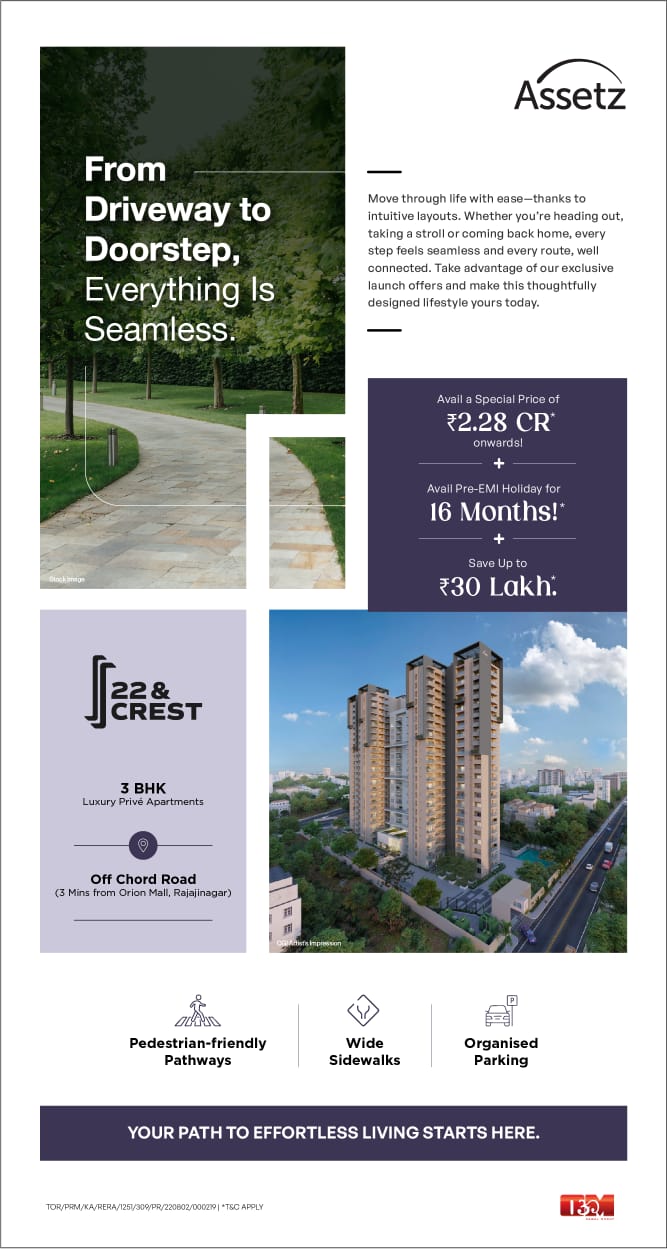 Assetz
From
Driveway to
Doorstep,
Everything Is
Seamless.
Move through life with ease—thanks to
intuitive layouts. Whether you’re heading out,
taking a stroll or coming back home, every
step feels seamless and every route, well
connected. Take advantage of our exclusive
launch offers and make this thoughtfully
designed lifestyle yours today.
Avail a Special Price of
₹2.28 CR*
onwards!
+
Avail Pre-EMI Holiday for
16 Months!*
+
Save Up to
₹30 Lakh.*
Stock Image
22 &
CREST
3 BHK
Luxury Privé Apartments
Off Chord Road
(3 Mins from Orion Mall, Rajajinagar)
CGI Artist's Impression
Pedestrian-friendly
Pathways
Wide
Sidewalks
Organised
Parking
P
YOUR PATH TO EFFORTLESS LIVING STARTS HERE.
TOR/PRM/KA/RERA/1251/309/PR/220802/000219 | *T&C APPLY